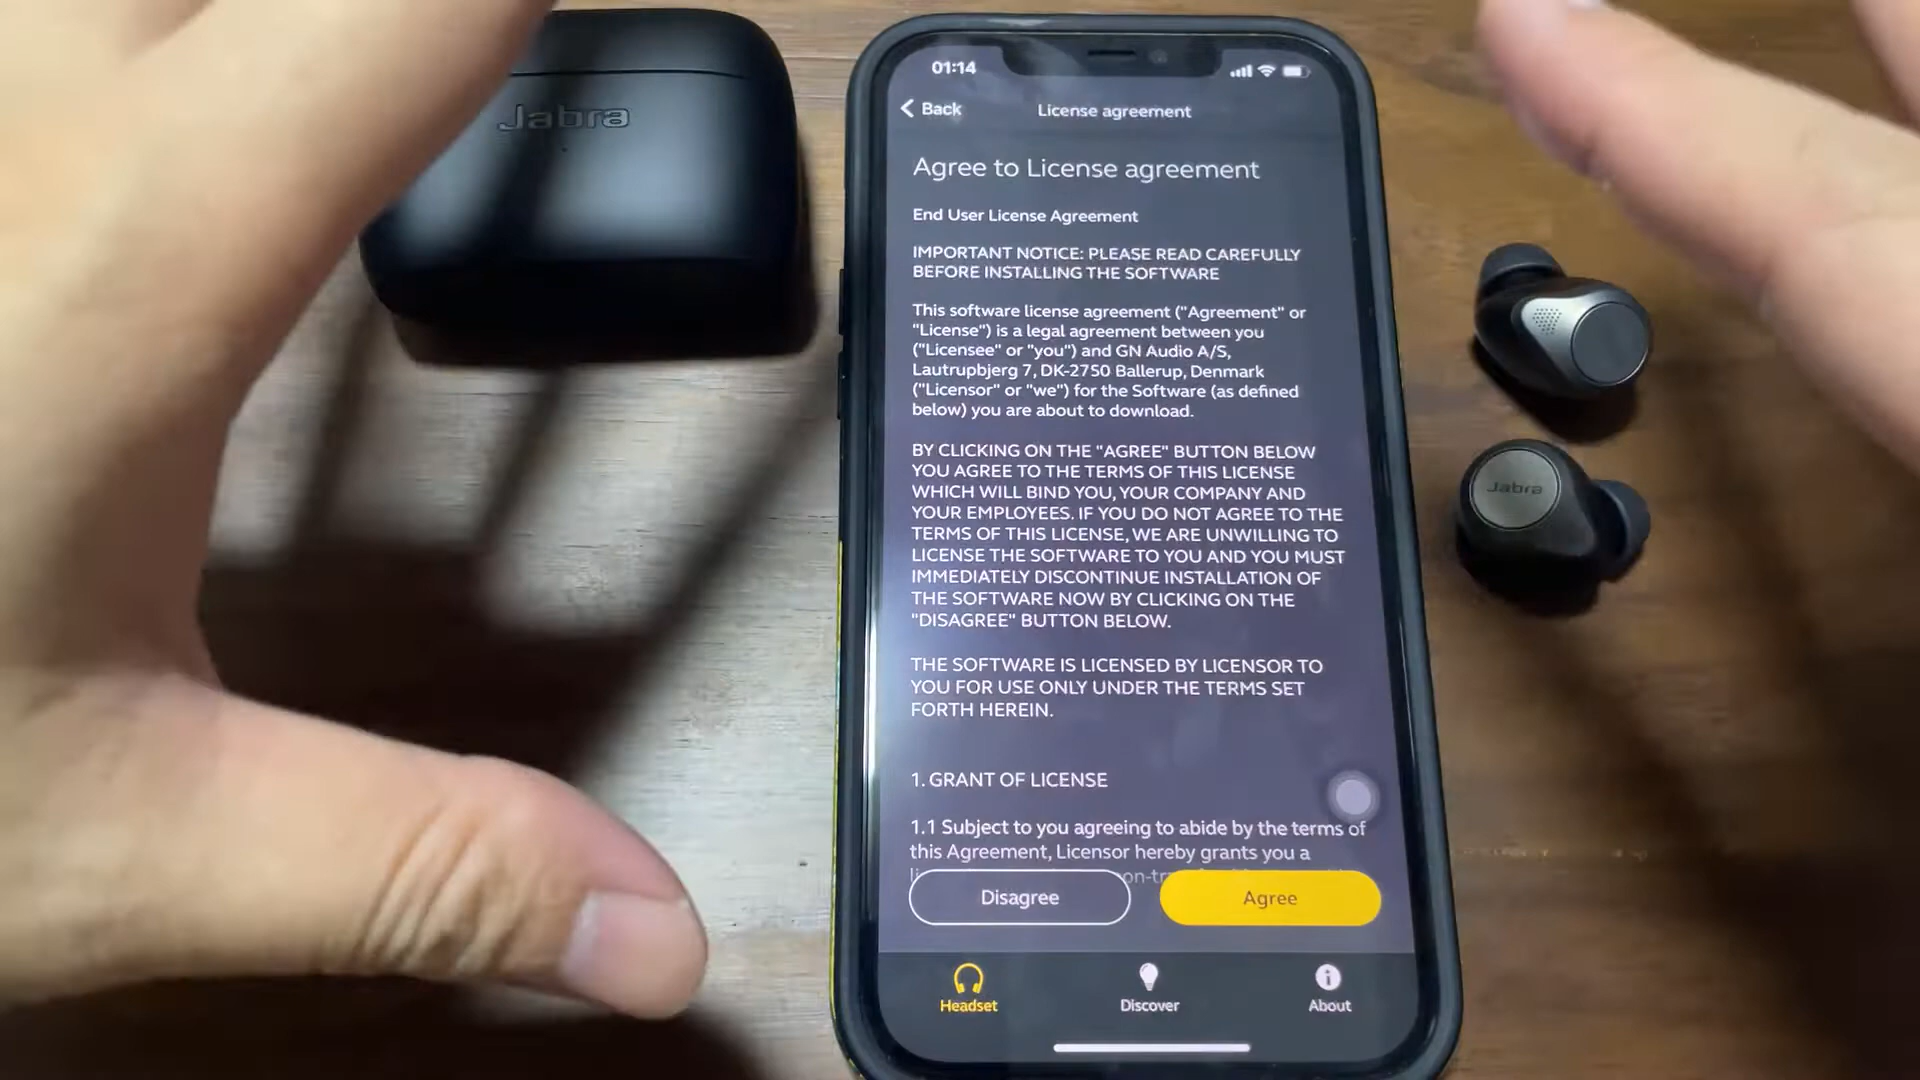 Jabra
01:14
Back
License agreement
Agree to License agreement
End User License Agreement
IMPORTANT NOTICE: PLEASE READ CAREFULLY
BEFORE INSTALLING THE SOFTWARE
This software license agreement ("Agreement" or
"License") is a legal agreement between you
("Licensee" or "you") and GN Audio A/S,
Lautrupbjerg 7, DK-2750 Ballerup, Denmark
("Licensor" or "we") for the Software (as defined
below) you are about to download.
BY CLICKING ON THE "AGREE" BUTTON BELOW
YOU AGREE TO THE TERMS OF THIS LICENSE
WHICH WILL BIND YOU, YOUR COMPANY AND
YOUR EMPLOYEES. IF YOU DO NOT AGREE TO THE
TERMS OF THIS LICENSE, WE ARE UNWILLING TO
LICENSE THE SOFTWARE TO YOU AND YOU MUST
IMMEDIATELY DISCONTINUE INSTALLATION OF
THE SOFTWARE NOW BY CLICKING ON THE
"DISAGREE" BUTTON BELOW.
THE SOFTWARE IS LICENSED BY LICENSOR TO
YOU FOR USE ONLY UNDER THE TERMS SET
FORTH HEREIN.
1. GRANT OF LICENSE
1.1 Subject to you agreeing to abide by the terms of
this Agreement, Licensor hereby grants you a
Disagree
Agree
Headset
Discover
About
Jabra